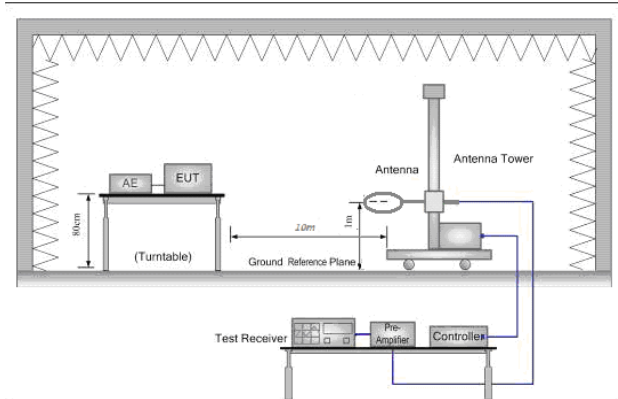 Antenna
Antenna Tower
AE
EUT
80cm
(Turntable)
10m
1m
Ground Reference Plane
Test Receiver
Pre-
Amplifier
Controller